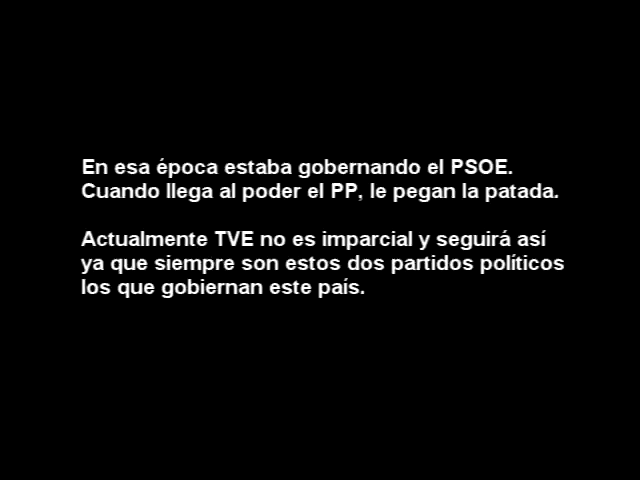 En esa época estaba gobernando el PSOE.
Cuando llega al poder el PP, le pegan la patada.
Actualmente TVE no es imparcial y seguirá así
ya que siempre son estos dos partidos políticos
los que gobiernan este país.